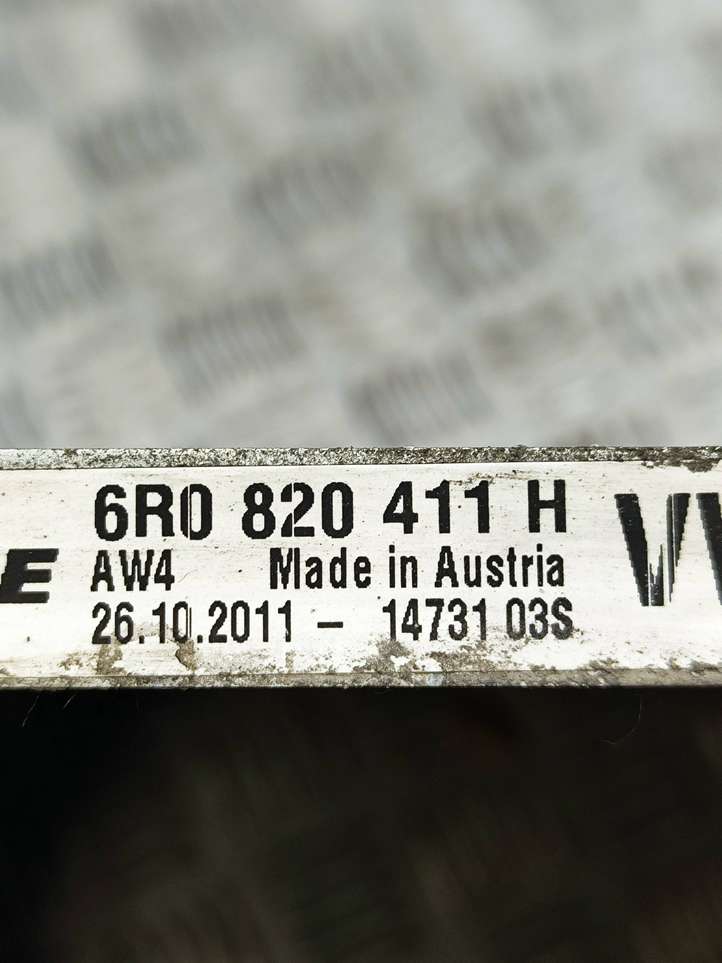 6R0 820 411 H
E AW4 Made in Austria
26.10.2011 - 14731 03S